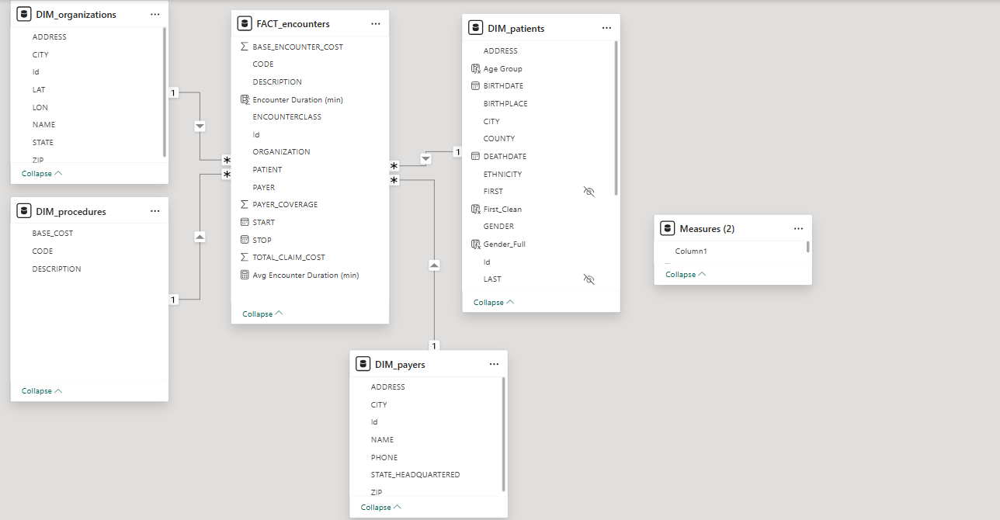 DIM_organizations
ADDRESS
CITY
Id
LAT
LON
NAME
STATE
ZIP
Collapse
1
*
FACT_encounters
BASE_ENCOUNTER_COST
CODE
DESCRIPTION
Encounter Duration (min)
ENCOUNTERCLASS
Id
ORGANIZATION
PATIENT
PAYER
PAYER_COVERAGE
START
STOP
TOTAL_CLAIM_COST
Avg Encounter Duration (min)
Collapse
*
1
DIM_patients
ADDRESS
Age Group
BIRTHDATE
BIRTHPLACE
CITY
COUNTY
DEATHDATE
ETHNICITY
FIRST
First_Clean
GENDER
Gender_Full
Id
LAST
Collapse
DIM_procedures
BASE_COST
CODE
DESCRIPTION
Collapse
1
*
Measures (2)
Column1
Collapse
*
1
DIM_payers
ADDRESS
CITY
Id
NAME
PHONE
STATE_HEADQUARTERED
ZIP
Collapse